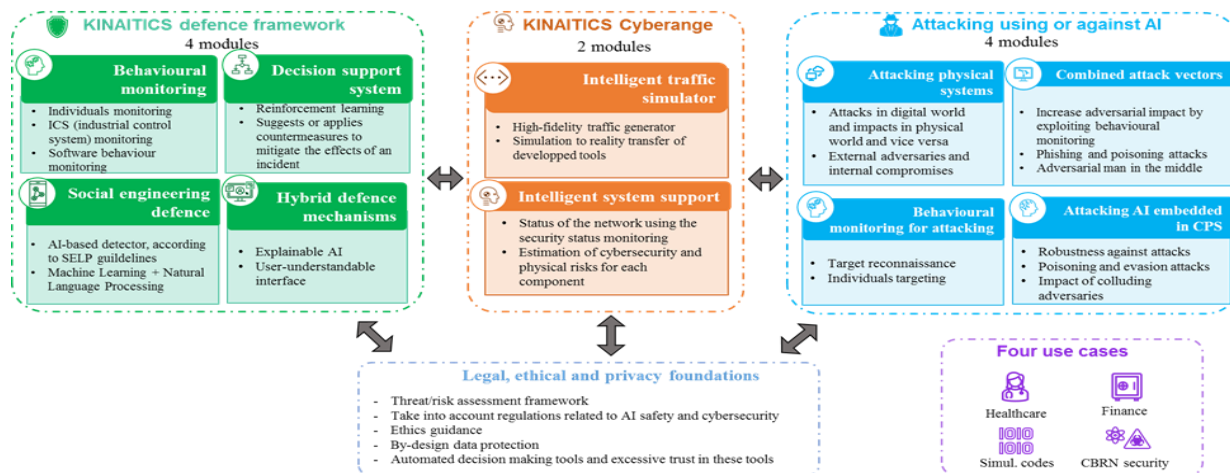 KINAITICS defence framework
4 modules
Behavioural
monitoring
• Individuals monitoring
• ICS (industrial control
system) monitoring
• Software behaviour
monitoring
Decision support
system
• Reinforcement learning
• Suggests or applies
countermeasures to
mitigate the effects of an
incident
Social engineering
defence
• AI-based detector, according
to SELP guildelines
• Machine Learning + Natural
Language Processing
Hybrid defence
mechanisms
• Explainable AI
• User-understandable
interface
KINAITICS Cyberange
2 modules
Intelligent traffic
simulator
• High-fidelity traffic generator
• Simulation to reality transfer of
developped tools
Intelligent system support
• Status of the network using the
security status monitoring
• Estimation of cybersecurity and
physical risks for each
component
Attacking using or against AI
4 modules
Attacking physical
systems
• Attacks in digital world
and impacts in physical
world and vice versa
• External adversaries and
internal compromises
Combined attack vectors
• Increase adversarial impact by
exploiting behavioural
monitoring
• Phishing and poisoning attacks
• Adversarial man in the middle
Behavioural
monitoring for attacking
• Target reconnaissance
• Individuals targeting
Attacking AI embedded
in CPS
• Robustness against attacks
• Poisoning and evasion attacks
• Impact of colluding
adversaries
Legal, ethical and privacy foundations
- Threat/risk assessment framework
- Take into account regulations related to AI safety and cybersecurity
- Ethics guidance
- By-design data protection
- Automated decision making tools and excessive trust in these tools
Four use cases
Healthcare
Finance
IOIO
IOIO
Simul. codes
CBRN security